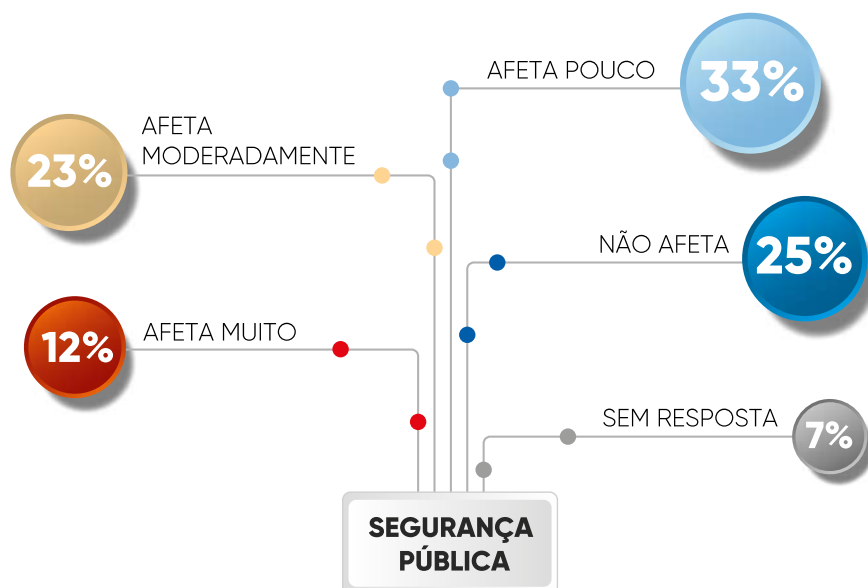 AFETA POUCO
33%
AFETA
MODERADAMENTE
23%
NÃO AFETA
25%
AFETA MUITO
12%
SEM RESPOSTA
7%
SEGURANÇA
PÚBLICA